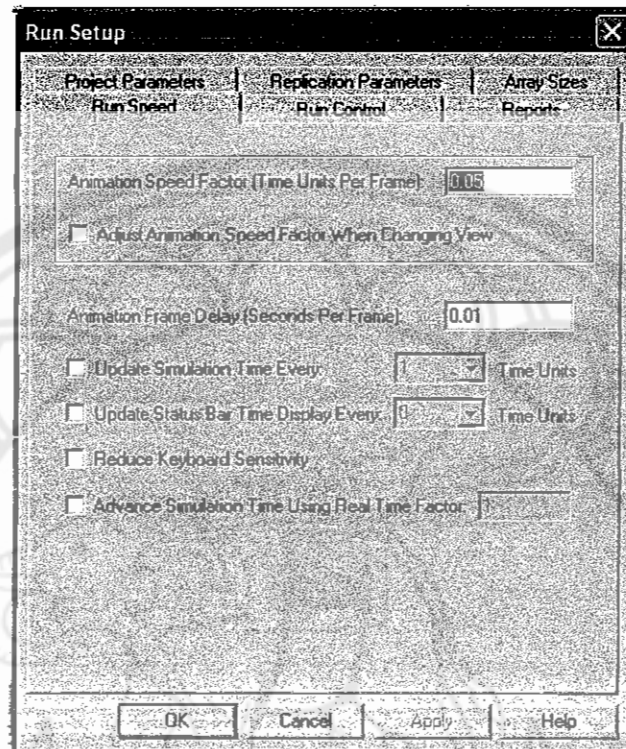 Run Setup
Project Parameters Replication Parameters Array Sizes
Run Speed Run Control Reports
Animation Speed Factor (Time Units Per Frame): 0.05
Adjust Animation Speed Factor When Changing View
Animation Frame Delay (Seconds Per Frame): 0.01
Update Simulation Time Every: 1 Time Units
Update Status Bar Time Display Every: Time Units
Reduce Keyboard Sensitivity
Advance Simulation Time Using Real Time Factor: 1
OK Cancel Apply Help